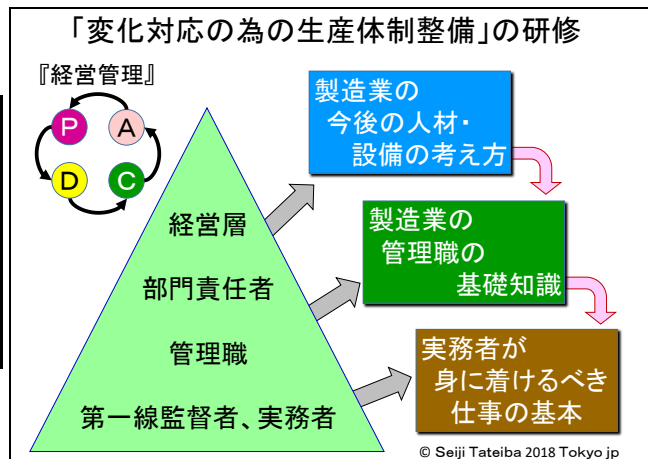 「変化対応の為の生産体制整備」の研修
『経営管理』
P
A
D
C
経営層
部門責任者
管理職
第一線監督者、実務者
製造業の
今後の人材・
設備の考え方
製造業の
管理職の
基礎知識
実務者が
身に着けるべき
仕事の基本
© Seiji Tateiba 2018 Tokyo jp